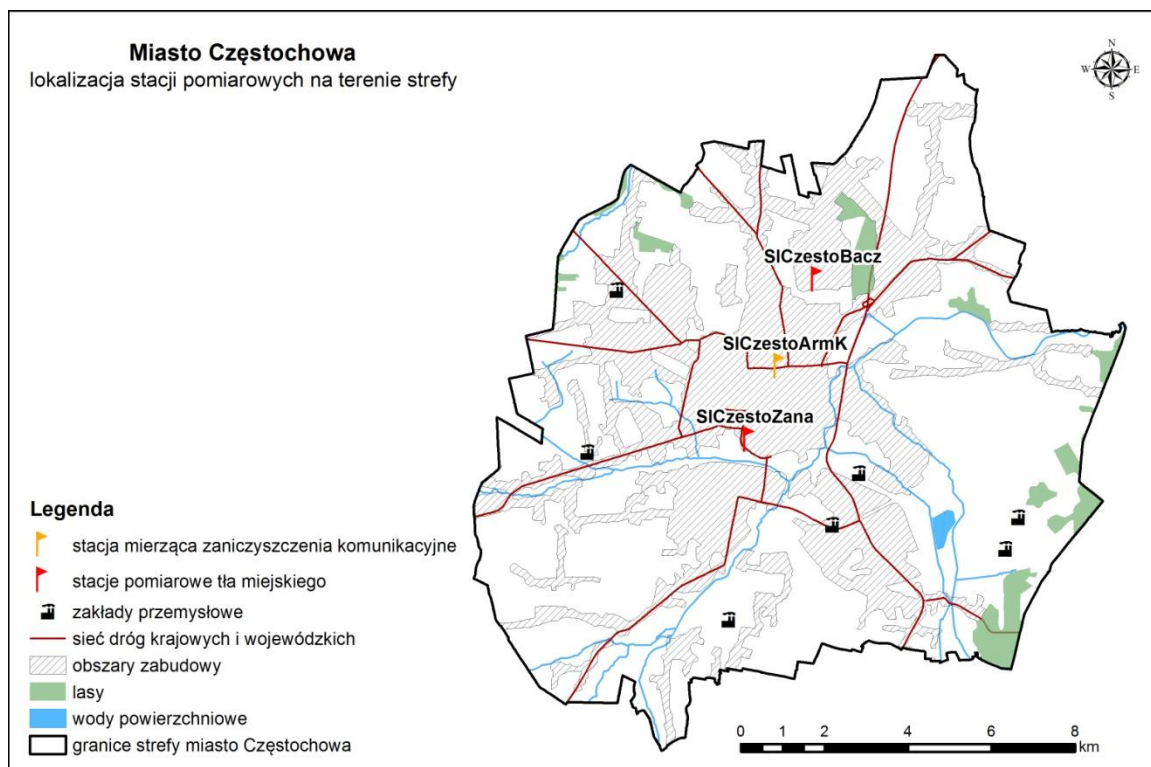 Miasto Częstochowa
lokalizacja stacji pomiarowych na terenie strefy
N
W E
S
SlCzestoBacz
SlCzestoArmK
SlCzestoZana
Legenda
stacja mierząca zaniczyszczenia komunikacyjne
stacje pomiarowe tła miejskiego
zakłady przemysłowe
sieć dróg krajowych i wojewódzkich
obszary zabudowy
lasy
wody powierzchniowe
granice strefy miasto Częstochowa
0 1 2 4 6 8
km